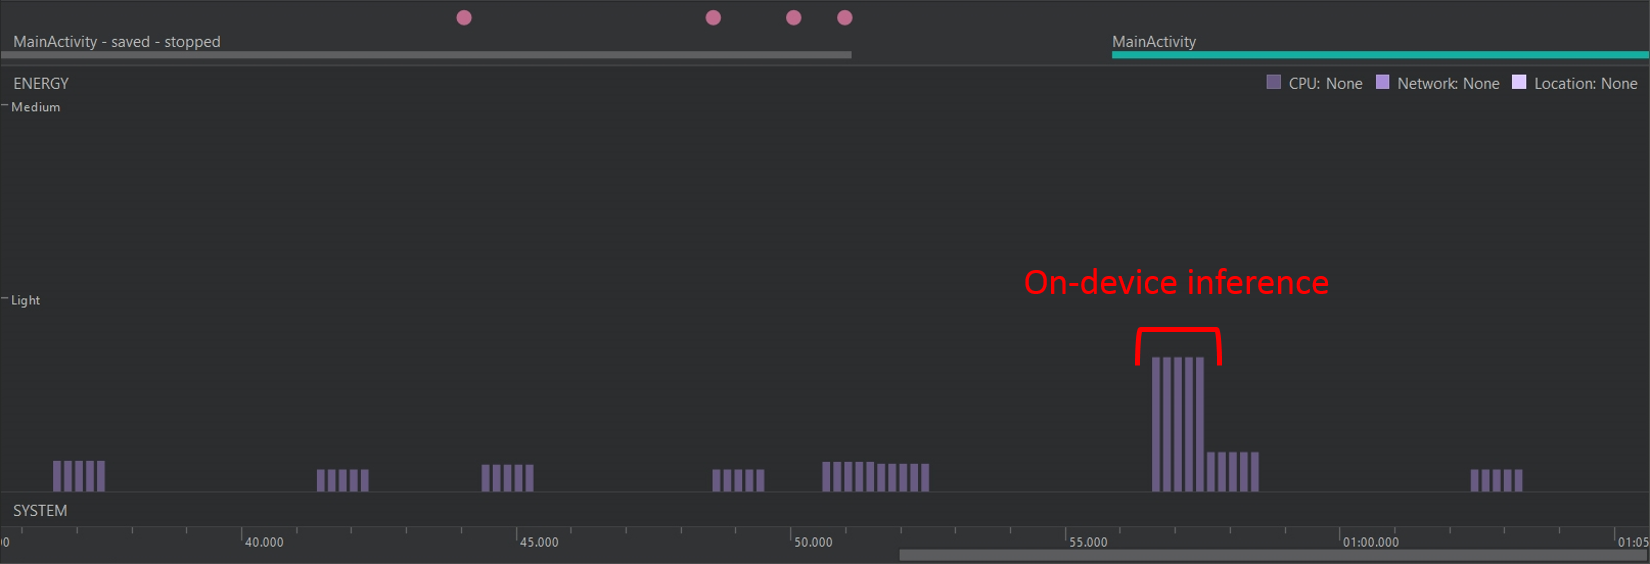 MainActivity - saved - stopped
MainActivity
ENERGY
CPU: None
Network: None
Location: None
Medium
On-device inference
Light
SYSTEM
00
40.000
45.000
50.000
55.000
01:00.000
01:05